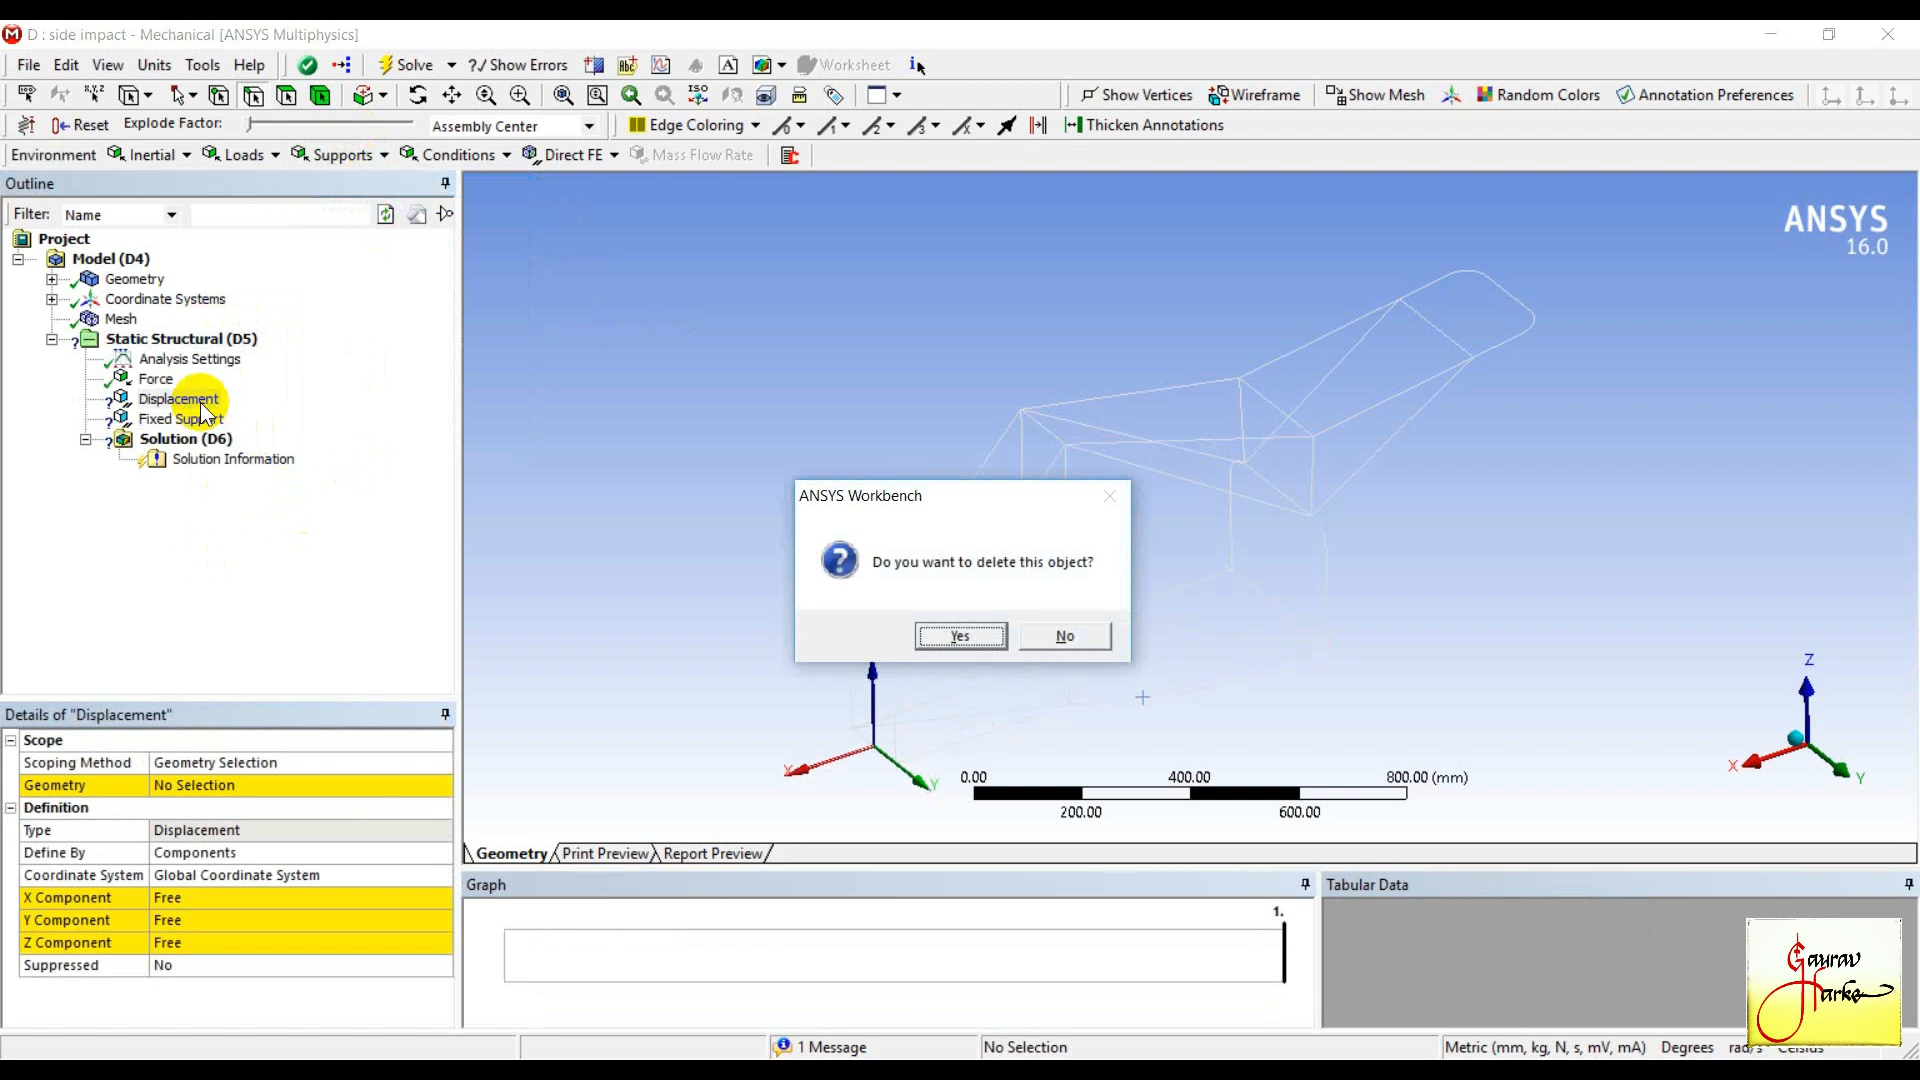 D : side impact - Mechanical [ANSYS Multiphysics]
File Edit View Units Tools Help Solve ?/ Show Errors Worksheet
Show Vertices Wireframe Show Mesh Random Colors Annotation Preferences
Reset Explode Factor: Assembly Center Edge Coloring Thicken Annotations
Environment Inertial Loads Supports Conditions Direct FE Mass Flow Rate
Outline
Filter: Name
Project
Model (D4)
Geometry
Coordinate Systems
Mesh
Static Structural (D5)
Analysis Settings
Force
Displacement
Fixed Support
Solution (D6)
Solution Information
ANSYS
16.0
ANSYS Workbench
Do you want to delete this object?
Yes No
X Y
Z
X Y
0.00 400.00 800.00 (mm)
200.00 600.00
Geometry Print Preview Report Preview
Details of "Displacement"
Scope
Scoping Method Geometry Selection
Geometry No Selection
Definition
Type Displacement
Define By Components
Coordinate System Global Coordinate System
X Component Free
Y Component Free
Z Component Free
Suppressed No
Graph
1.
Tabular Data
Gaurav
Harke
1 Message No Selection Metric (mm, kg, N, s, mV, mA) Degrees rad/s Celsius